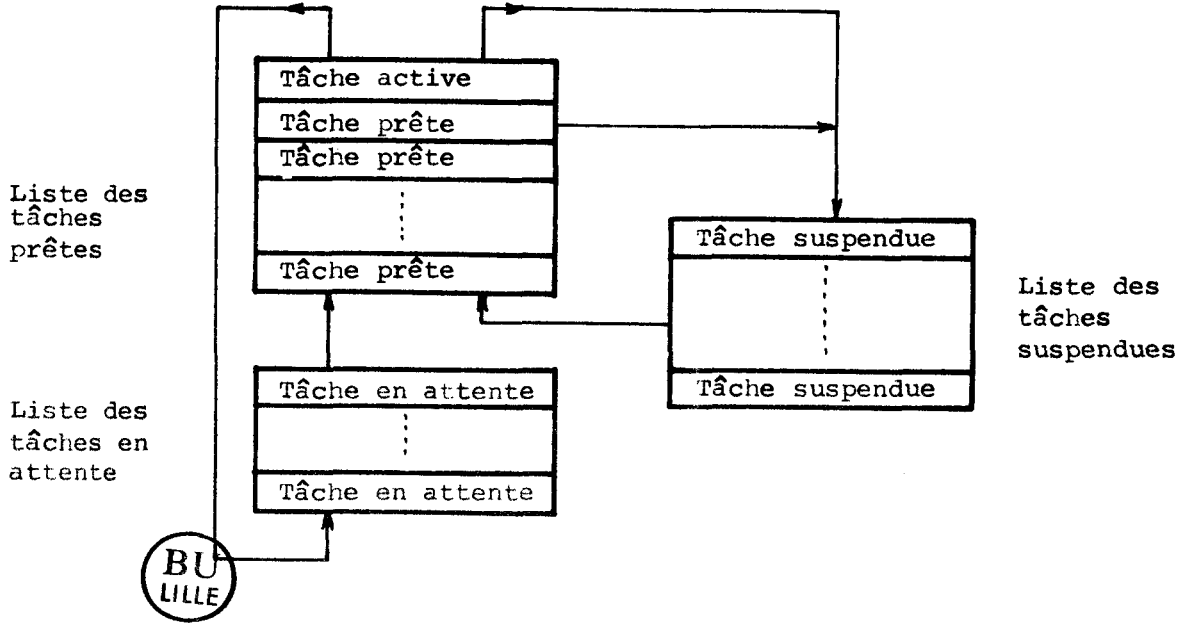 Tâche active
Tâche prête
Tâche prête
Tâche prête
Liste des
tâches
prêtes
Tâche suspendue
Tâche suspendue
Liste des
tâches
suspendues
Tâche en attente
Tâche en attente
Liste des
tâches en
attente
BU
LILLE